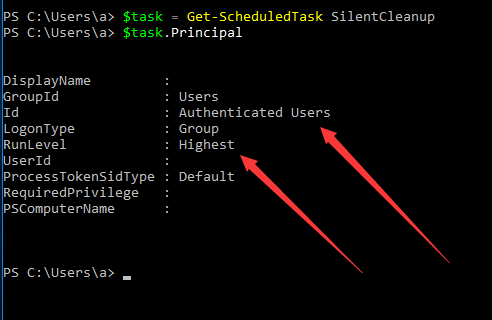 PS C:\Users\a> $task = Get-ScheduledTask SilentCleanup
PS C:\Users\a> $task.Principal
DisplayName :
GroupId : Users
Id : Authenticated Users
LogonType : Group
RunLevel : Highest
UserId :
ProcessTokenSidType : Default
RequiredPrivilege :
PSComputerName :
PS C:\Users\a>